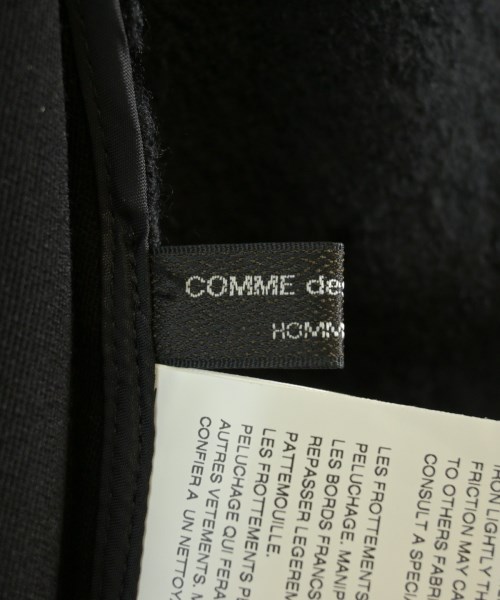 COMME des
HOMM
IRON LIGHTLY TH
FRICTION MAY CA
TO OTHERS FABRI
CONSULT A SPECIA
LES FROTTEMENTS
PELUCHAGE. MANIP
LES BORDS FRANCS
REPASSER LEGEREM
PATTEMOUILLE.
LES FROTTEMENTS P
PELUCHAGE QUI FERA
AUTRES VETEMENTS. M
CONFIER A UN NETTOY